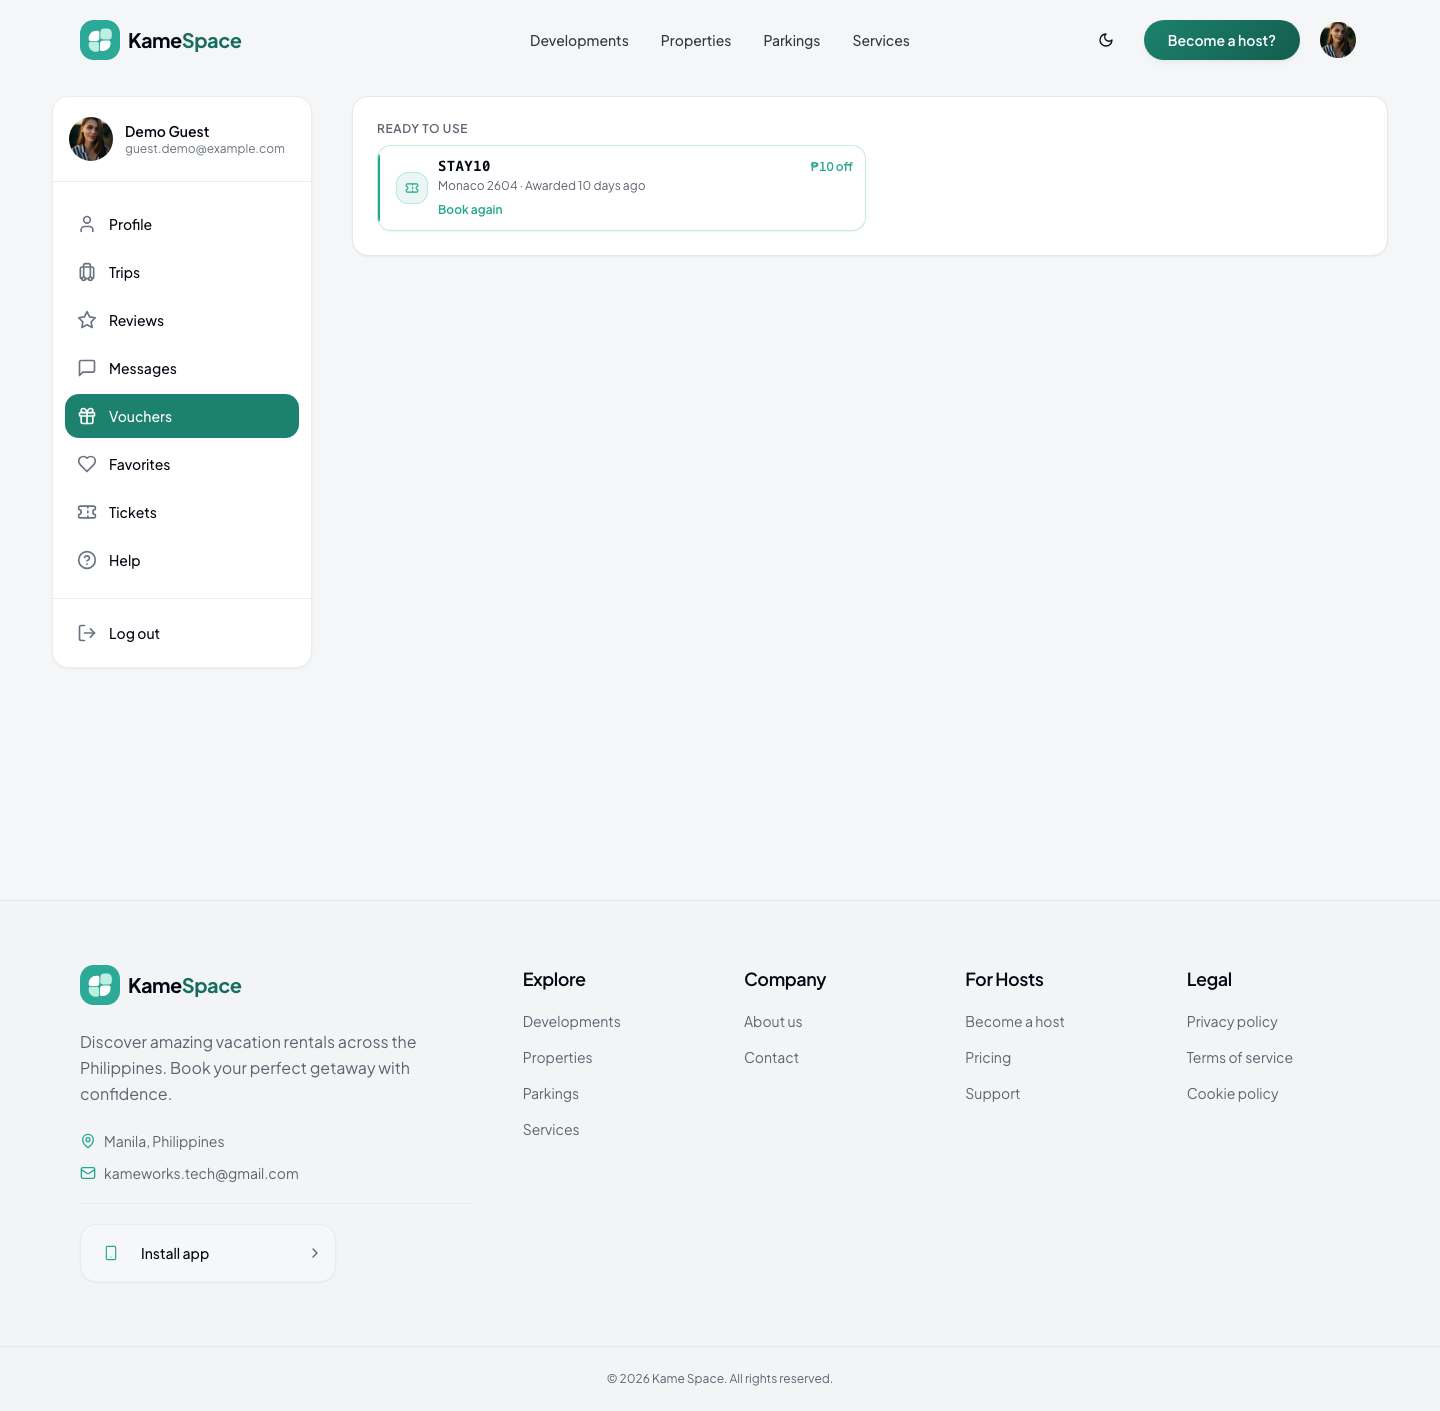 KameSpace
Developments
Properties
Parkings
Services
Become a host?
Demo Guest
guest.demo@example.com
Profile
Trips
Reviews
Messages
Vouchers
Favorites
Tickets
Help
Log out
READY TO USE
STAY10
₱10 off
Monaco 2604 · Awarded 10 days ago
Book again
KameSpace
Discover amazing vacation rentals across the
Philippines. Book your perfect getaway with
confidence.
Manila, Philippines
kameworks.tech@gmail.com
Install app
Explore
Developments
Properties
Parkings
Services
Company
About us
Contact
For Hosts
Become a host
Pricing
Support
Legal
Privacy policy
Terms of service
Cookie policy
© 2026 Kame Space. All rights reserved.